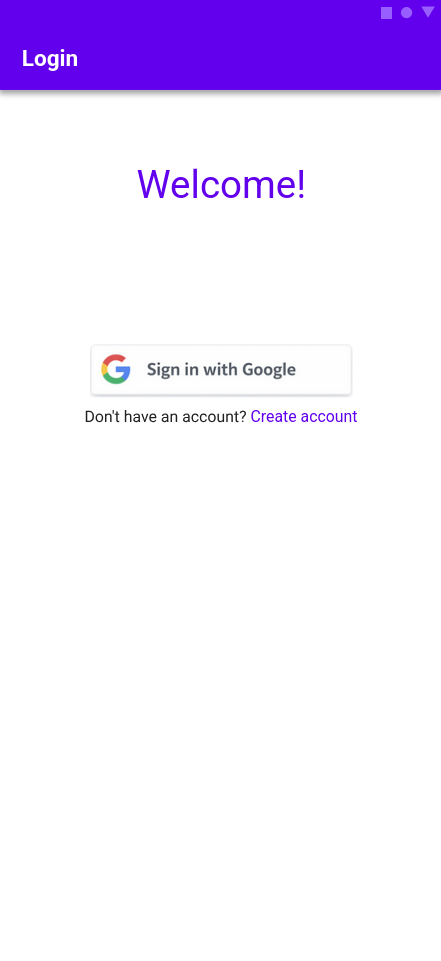 Login
Welcome!
Sign in with Google
Don't have an account? Create account